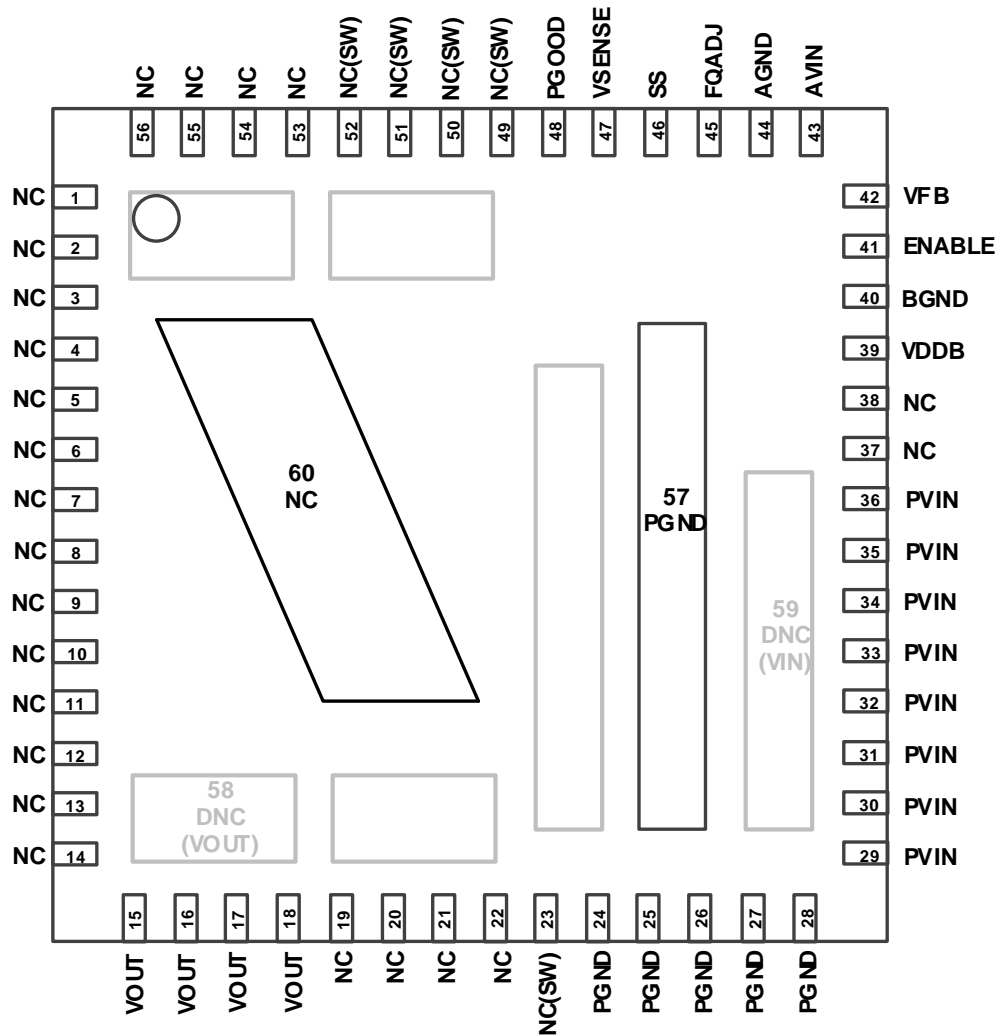 NC
NC
NC
NC
NC(SW)
NC(SW)
NC(SW)
NC(SW)
PGOOD
VSENSE
SS
FQADJ
AGND
AVIN
56
55
54
53
52
51
50
49
48
47
46
45
44
43
NC 1
NC 2
NC 3
NC 4
NC 5
NC 6
NC 7
NC 8
NC 9
NC 10
NC 11
NC 12
NC 13
NC 14
60
NC
57
PGND
59
DNC
(VIN)
58
DNC
(VOUT)
42 VFB
41 ENABLE
40 BGND
39 VDDB
38 NC
37 NC
36 PVIN
35 PVIN
34 PVIN
33 PVIN
32 PVIN
31 PVIN
30 PVIN
29 PVIN
15
16
17
18
19
20
21
22
23
24
25
26
27
28
VOUT
VOUT
VOUT
VOUT
NC
NC
NC
NC
NC(SW)
PGND
PGND
PGND
PGND
PGND